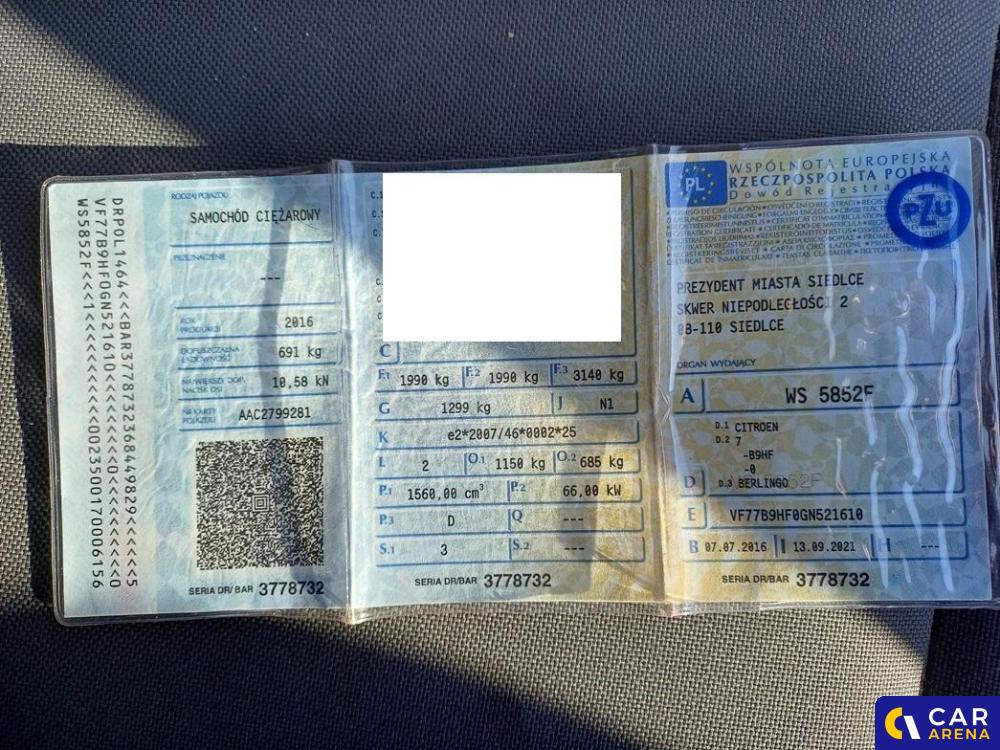 DRPOL1464<<BAR3778732368449829<<<<<5
VF77B9HF0GN521610<<<<<<<<<<0<<<<<<<0
WS5852F<<1<<<<<<<<<<0023500170006156
RODZAJ POJAZDU
SAMOCHÓD CIĘŻAROWY
PRZEZNACZENIE
---
ROK PRODUKCJI 2016
DOPUSZCZALNA ŁADOWNOŚĆ 691 kg
NAJWIĘKSZY DOP. NACISK OSI 10,58 kN
NR KARTY POJAZDU AAC2799281
SERIA DR/BAR 3778732
C
F.1 1990 kg F.2 1990 kg F.3 3140 kg
G 1299 kg J N1
K e2*2007/46*0002*25
L 2 O.1 1150 kg O.2 685 kg
P.1 1560,00 cm³ P.2 66,00 kW
P.3 D Q ---
S.1 3 S.2 ---
SERIA DR/BAR 3778732
PL
WSPÓLNOTA EUROPEJSKA
RZECZPOSPOLITA POLSKA
Dowód Rejestra
PZU
PREZYDENT MIASTA SIEDLCE
SKWER NIEPODLEGŁOŚCI 2
08-110 SIEDLCE
ORGAN WYDAJĄCY
A WS 5852F
D.1 CITROEN
D.2 7
-B9HF
-0
D D.3 BERLINGO
E VF77B9HF0GN521610
B 07.07.2016 I 13.09.2021 H ---
SERIA DR/BAR 3778732
CAR
ARENA